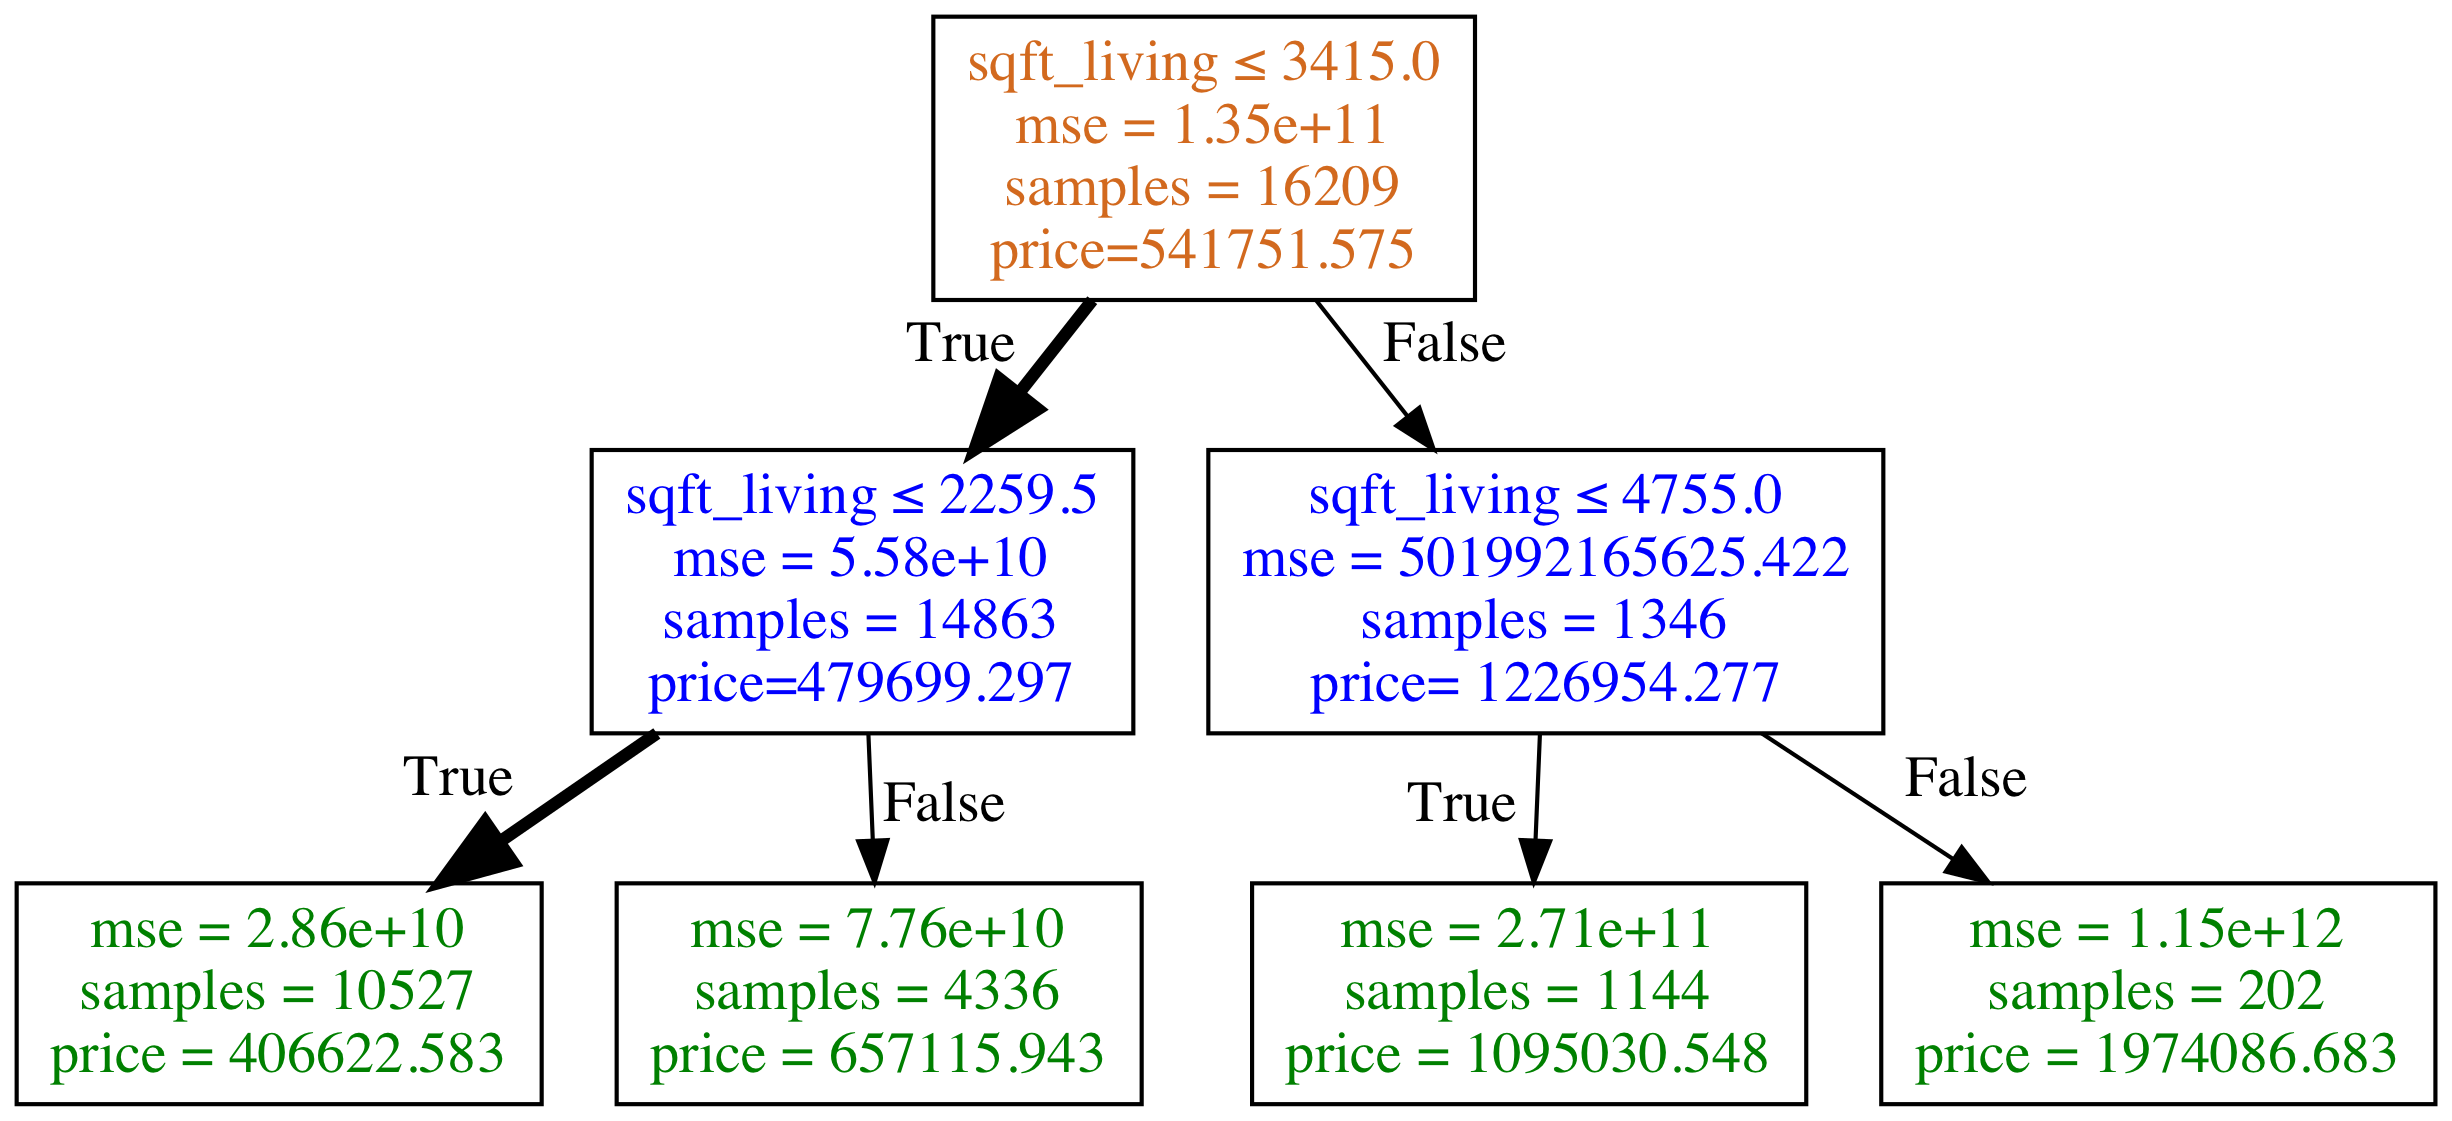 sqft_living ≤ 3415.0
mse = 1.35e+11
samples = 16209
price=541751.575
True
False
sqft_living ≤ 2259.5
mse = 5.58e+10
samples = 14863
price=479699.297
sqft_living ≤ 4755.0
mse = 501992165625.422
samples = 1346
price= 1226954.277
True
False
True
False
mse = 2.86e+10
samples = 10527
price = 406622.583
mse = 7.76e+10
samples = 4336
price = 657115.943
mse = 2.71e+11
samples = 1144
price = 1095030.548
mse = 1.15e+12
samples = 202
price = 1974086.683